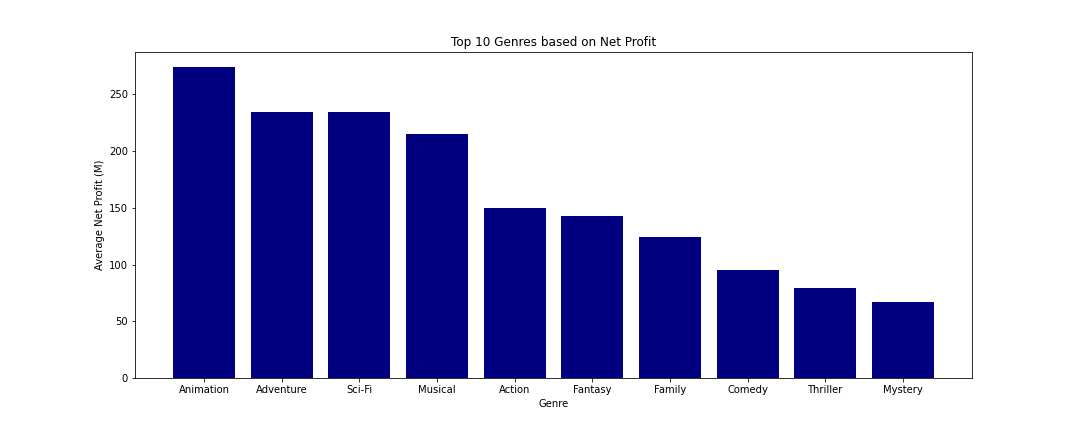 Top 10 Genres based on Net Profit
Average Net Profit (M)
250
200
150
100
50
0
Animation Adventure Sci-Fi Musical Action Fantasy Family Comedy Thriller Mystery
Genre